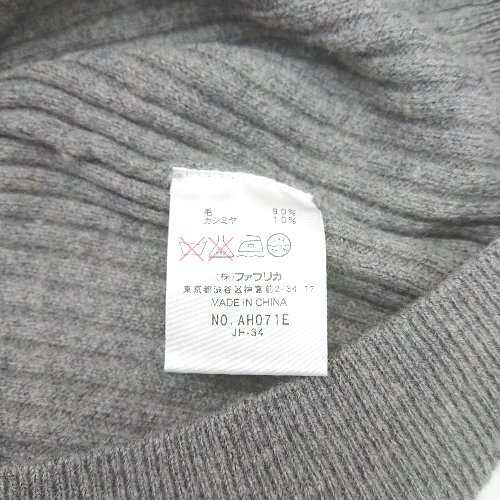 毛 90%
カシミヤ 10%
(株)ファブリカ
東京都渋谷区神宮前2-34-17
MADE IN CHINA
NO.AH071E
JH-34